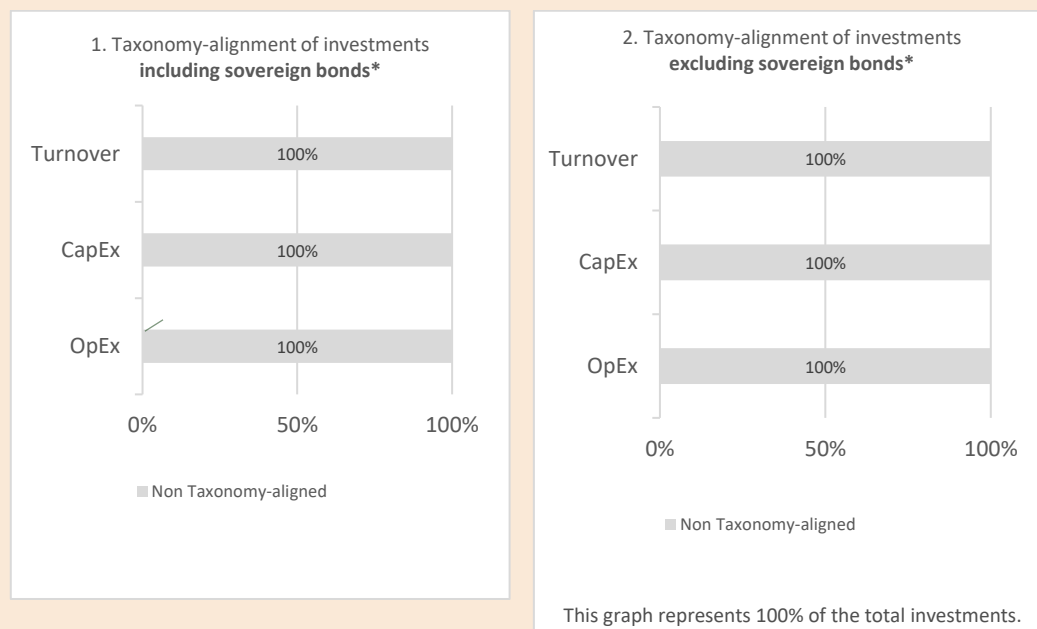 1. Taxonomy-alignment of investments
including sovereign bonds*
Turnover
100%
CapEx
100%
OpEx
100%
0% 50% 100%
Non Taxonomy-aligned
2. Taxonomy-alignment of investments
excluding sovereign bonds*
Turnover
100%
CapEx
100%
OpEx
100%
0% 50% 100%
Non Taxonomy-aligned
This graph represents 100% of the total investments.